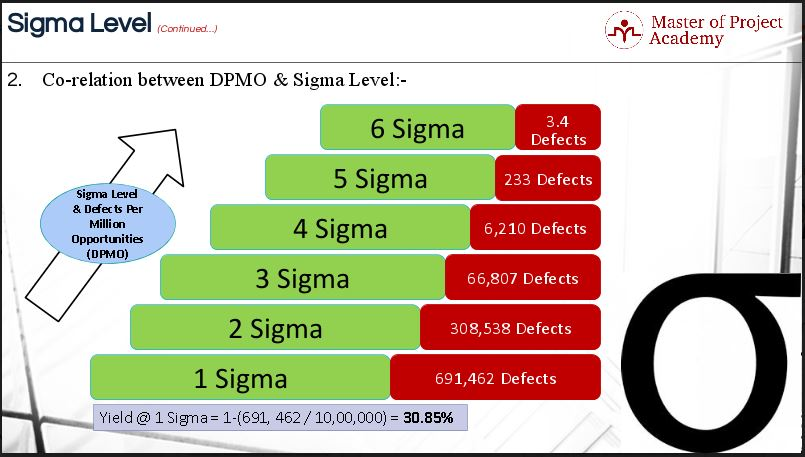 Sigma Level (Continued...)
Master of Project
Academy
2. Co-relation between DPMO & Sigma Level:-
6 Sigma
3.4
Defects
5 Sigma
233 Defects
4 Sigma
6,210 Defects
3 Sigma
66,807 Defects
2 Sigma
308,538 Defects
1 Sigma
691,462 Defects
Sigma Level
& Defects Per
Million
Opportunities
(DPMO)
Yield @ 1 Sigma = 1-(691, 462 / 10,00,000) = 30.85%
σ